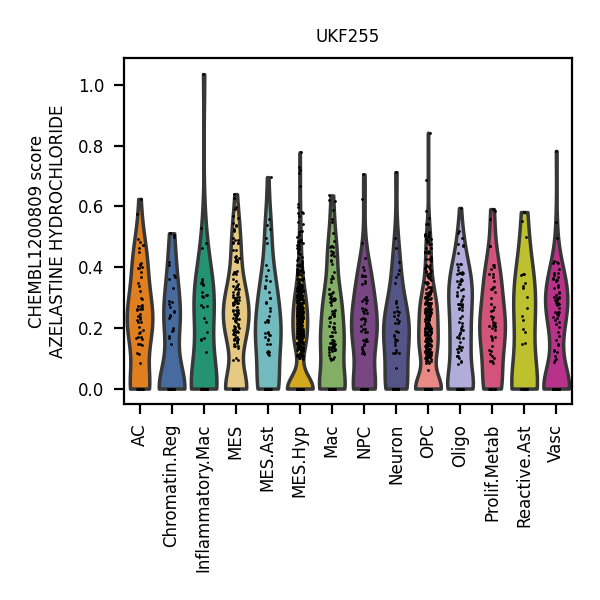 UKF255
CHEMBL1200809 score
AZELASTINE HYDROCHLORIDE
1.0
0.8
0.6
0.4
0.2
0.0
AC
Chromatin.Reg
Inflammatory.Mac
MES
MES.Ast
MES.Hyp
Mac
NPC
Neuron
OPC
Oligo
Prolif.Metab
Reactive.Ast
Vasc